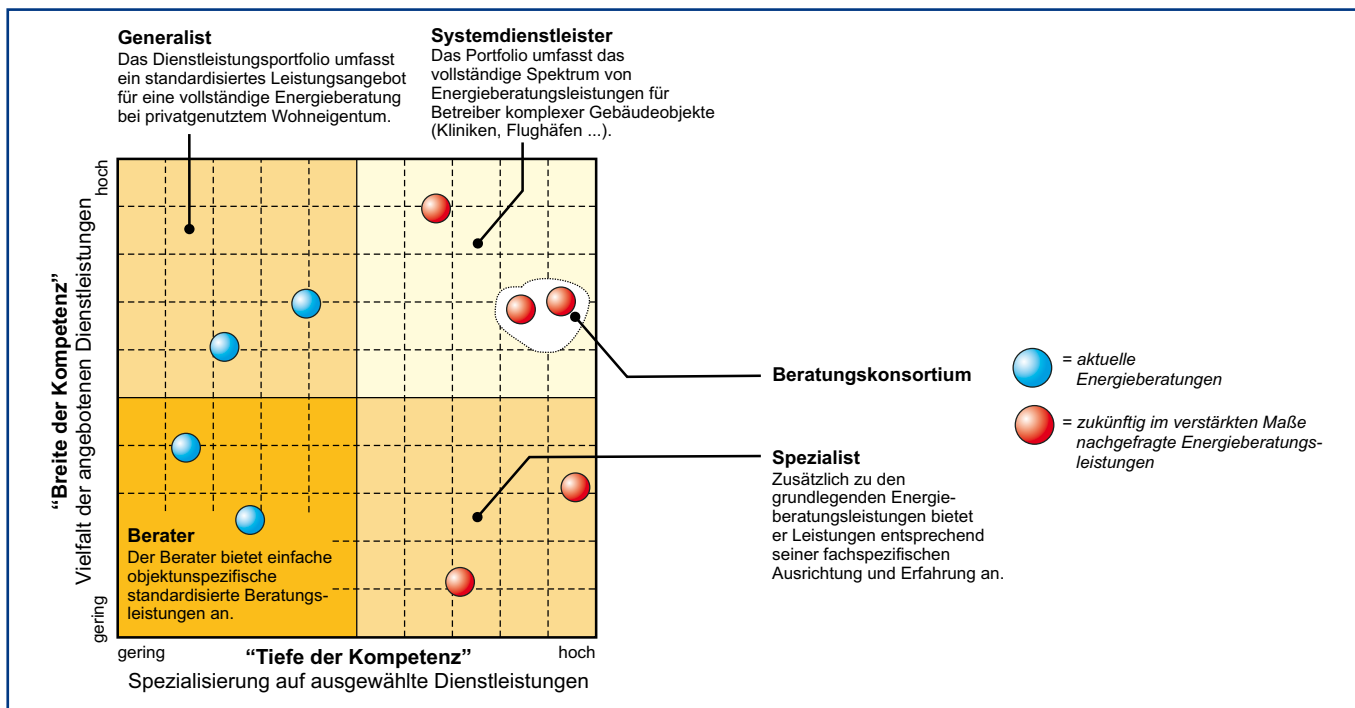 Generalist
Das Dienstleistungsportfolio umfasst
ein standardisiertes Leistungsangebot
für eine vollständige Energieberatung
bei privatgenutztem Wohneigentum.
Systemdienstleister
Das Portfolio umfasst das
vollständige Spektrum von
Energieberatungsleistungen für
Betreiber komplexer Gebäudeobjekte
(Kliniken, Flughäfen ...).
hoch
“Breite der Kompetenz”
Vielfalt der angebotenen Dienstleistungen
gering
Beratungskonsortium
= aktuelle
Energieberatungen
= zukünftig im verstärkten Maße
nachgefragte Energieberatungs-
leistungen
Spezialist
Zusätzlich zu den
grundlegenden Energie-
beratungsleistungen bietet
er Leistungen entsprechend
seiner fachspezifischen
Ausrichtung und Erfahrung an.
Berater
Der Berater bietet einfache
objektunspezifische
standardisierte Beratungs-
leistungen an.
gering
“Tiefe der Kompetenz”
hoch
Spezialisierung auf ausgewählte Dienstleistungen